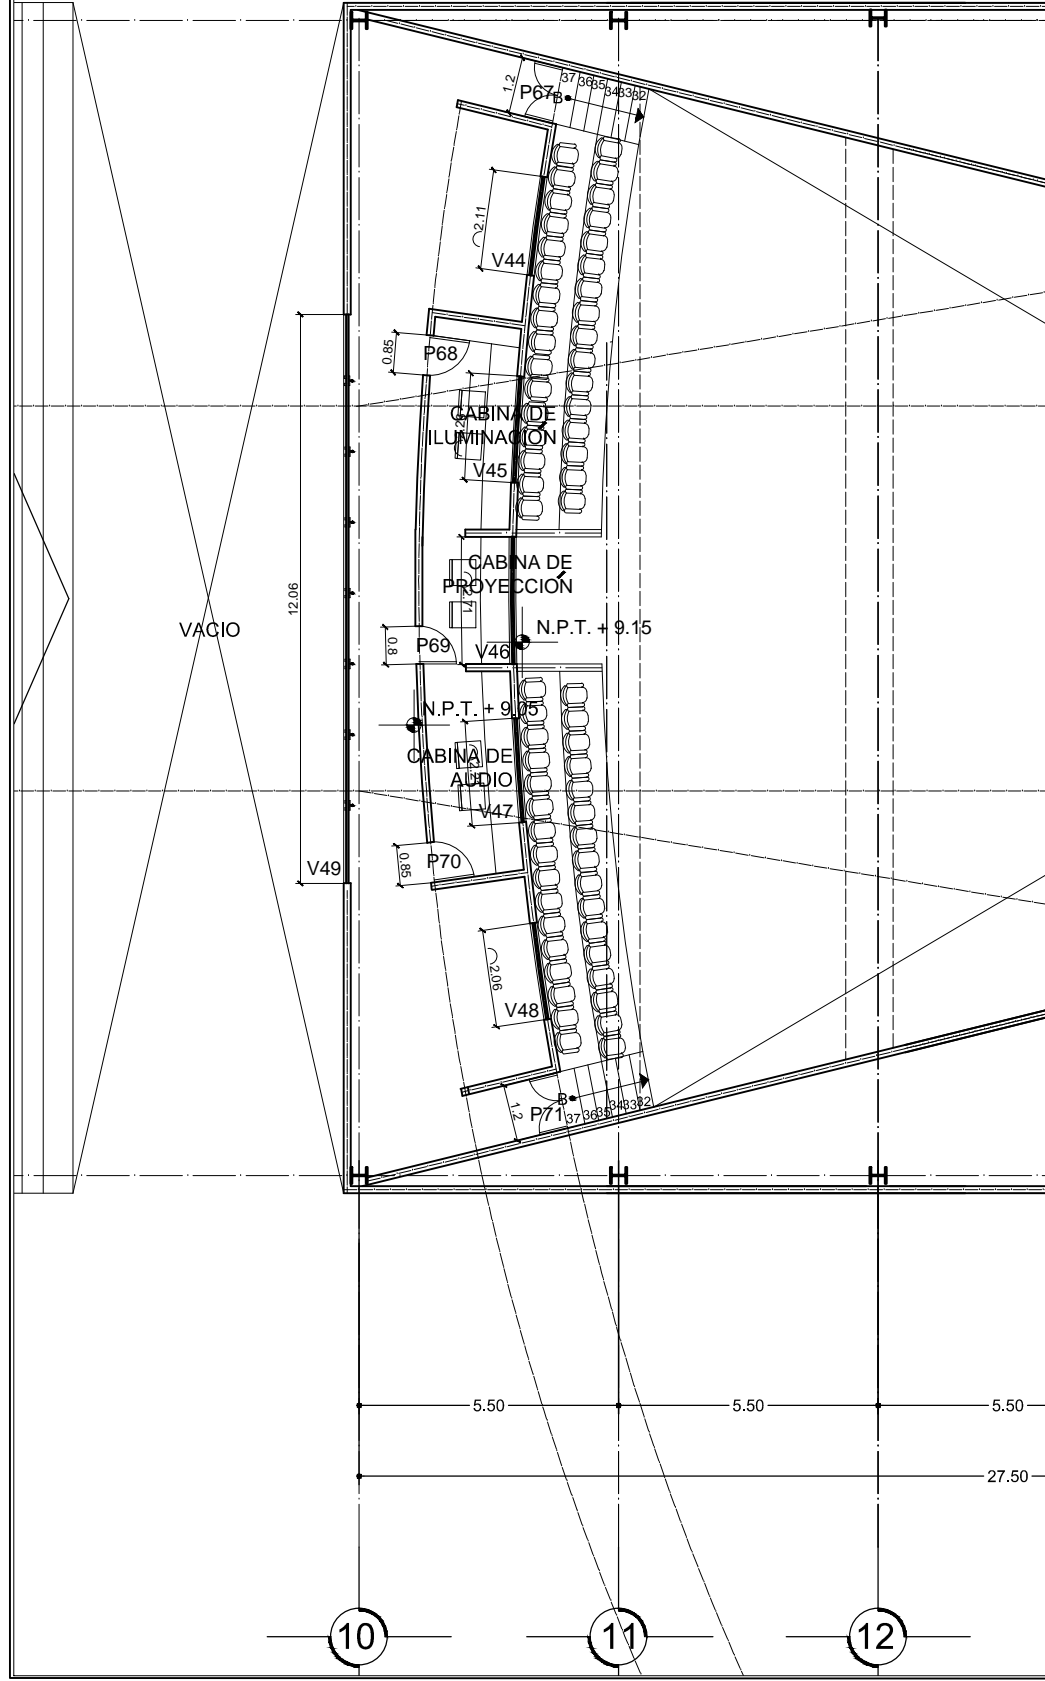 1.2
P67
B
37
36
35
34
33
32
2.11
V44
0.85
P68
CABINA DE
ILUMINACIÓN
V45
CABINA DE
PROYECCIÓN
2.71
12.06
VACIO
0.8
P69
V46
N.P.T. + 9.15
N.P.T. + 9.05
CABINA DE
AUDIO
V47
V49
0.85
P70
2.06
V48
1.2
P71
B
37
36
35
34
33
32
5.50
5.50
5.50
27.50
10
11
12